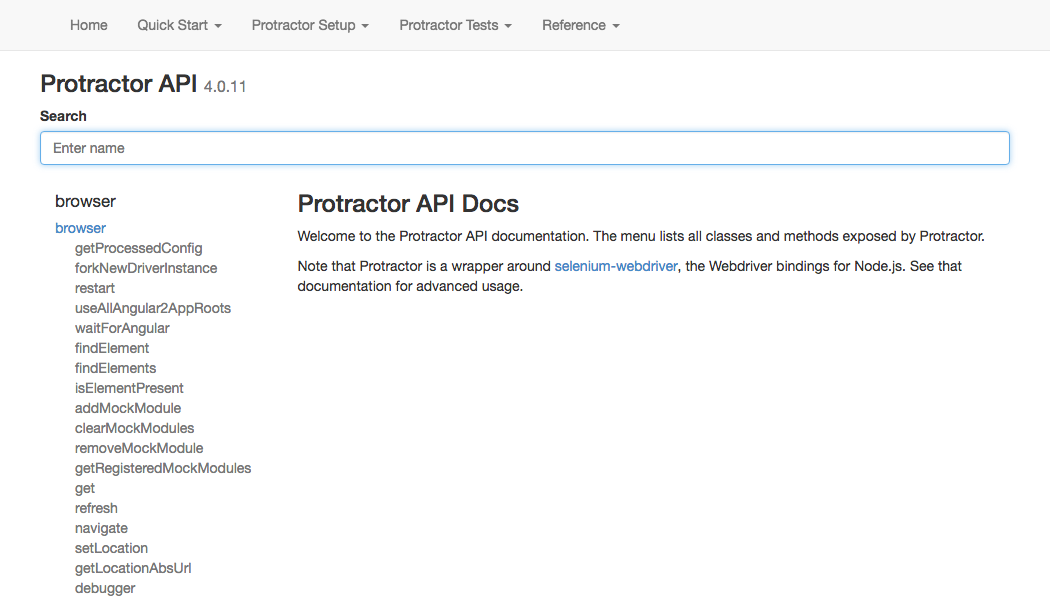 Home Quick Start Protractor Setup Protractor Tests Reference
Protractor API 4.0.11
Search
Enter name
browser
browser
getProcessedConfig
forkNewDriverInstance
restart
useAllAngular2AppRoots
waitForAngular
findElement
findElements
isElementPresent
addMockModule
clearMockModules
removeMockModule
getRegisteredMockModules
get
refresh
navigate
setLocation
getLocationAbsUrl
debugger
Protractor API Docs
Welcome to the Protractor API documentation. The menu lists all classes and methods exposed by Protractor.
Note that Protractor is a wrapper around selenium-webdriver, the Webdriver bindings for Node.js. See that
documentation for advanced usage.